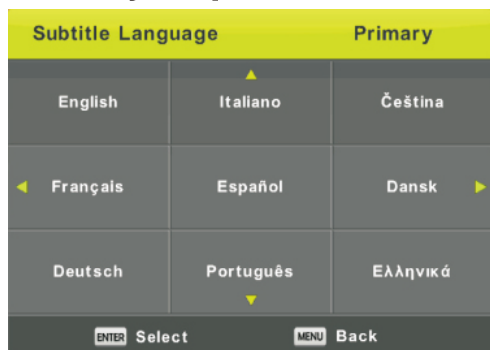 Subtitle Language Primary
English Italiano Čeština
Français Español Dansk
Deutsch Português Ελληνικά
ENTER Select MENU Back